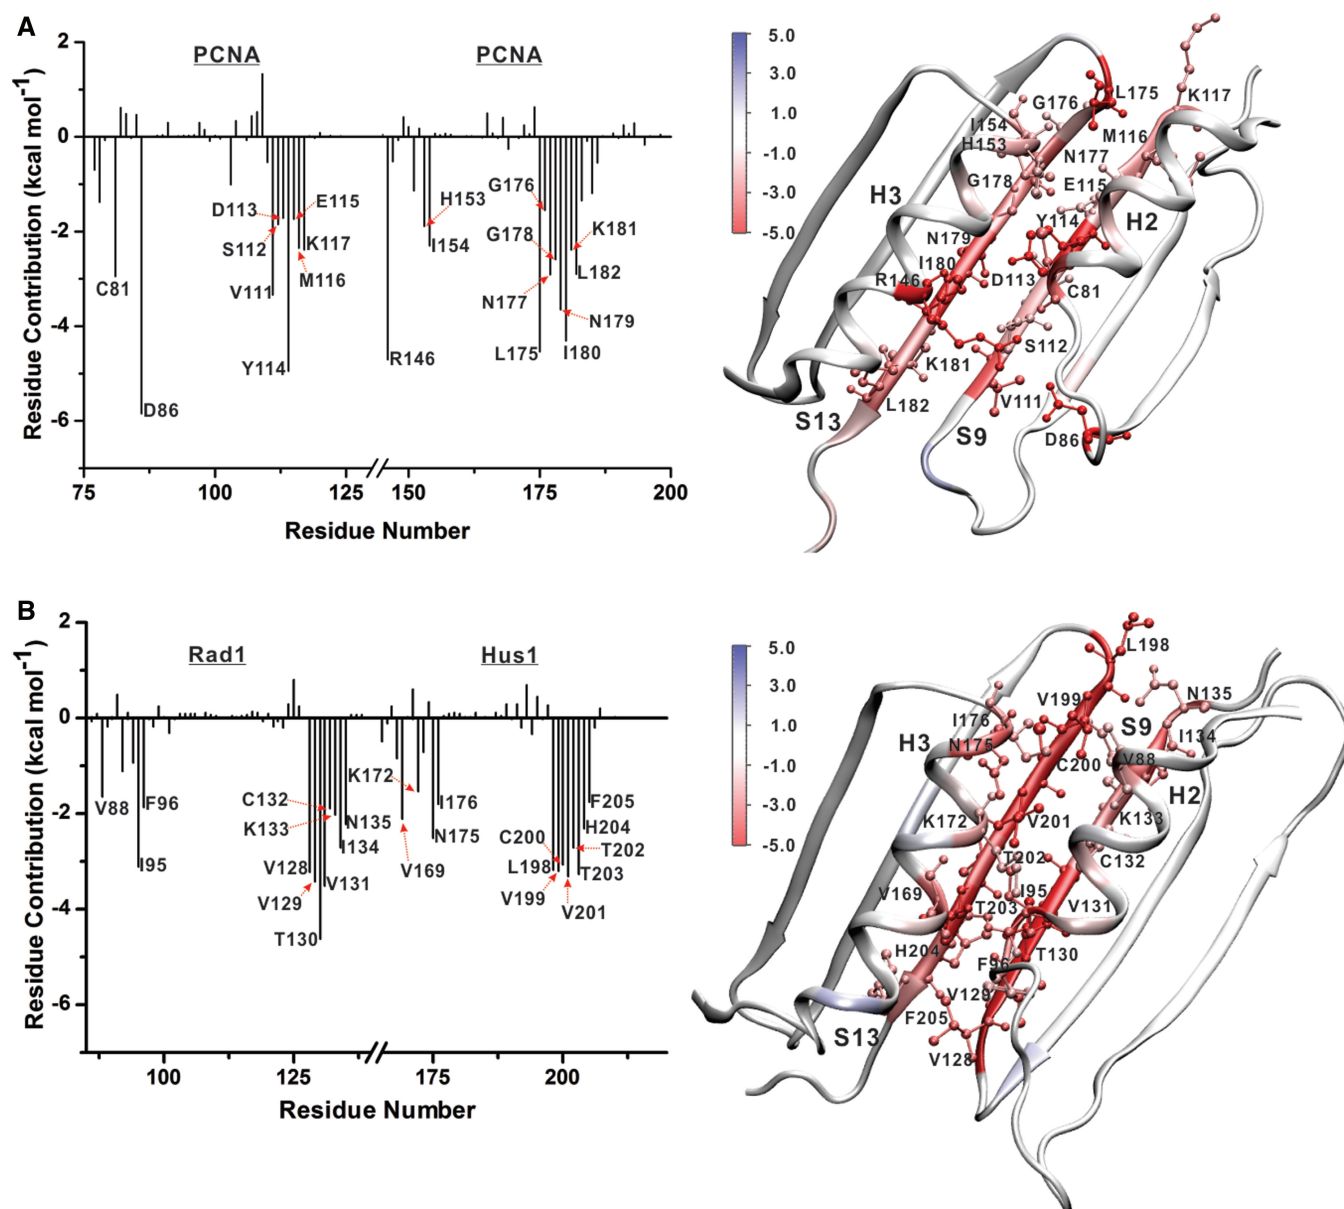 A
PCNA
PCNA
Residue Contribution (kcal mol-1)
2
0
-2
-4
-6
C81
D86
D113
S112
V111
Y114
E115
K117
M116
R146
H153
I154
G176
G178
N177
L175
K181
L182
N179
I180
75
100
125
150
175
200
Residue Number
5.0
3.0
1.0
-1.0
-3.0
-5.0
L175
K117
G176
I154
M116
H153
N177
G178
E115
H3
Y114
H2
N179
I180
R146
D113
C81
S112
K181
L182
V111
S13
S9
D86
B
Rad1
Hus1
Residue Contribution (kcal mol-1)
2
0
-2
-4
-6
V88
F96
I95
C132
K133
V128
V129
T130
N135
I134
V131
K172
I176
N175
V169
C200
L198
V199
F205
H204
T202
T203
V201
100
125
175
200
Residue Number
5.0
3.0
1.0
-1.0
-3.0
-5.0
L198
V199
N135
I176
S9
H3
N175
I134
C200
V88
H2
K172
V201
K133
T202
C132
V169
I95
T203
V131
H204
F96
T130
V129
F205
S13
V128